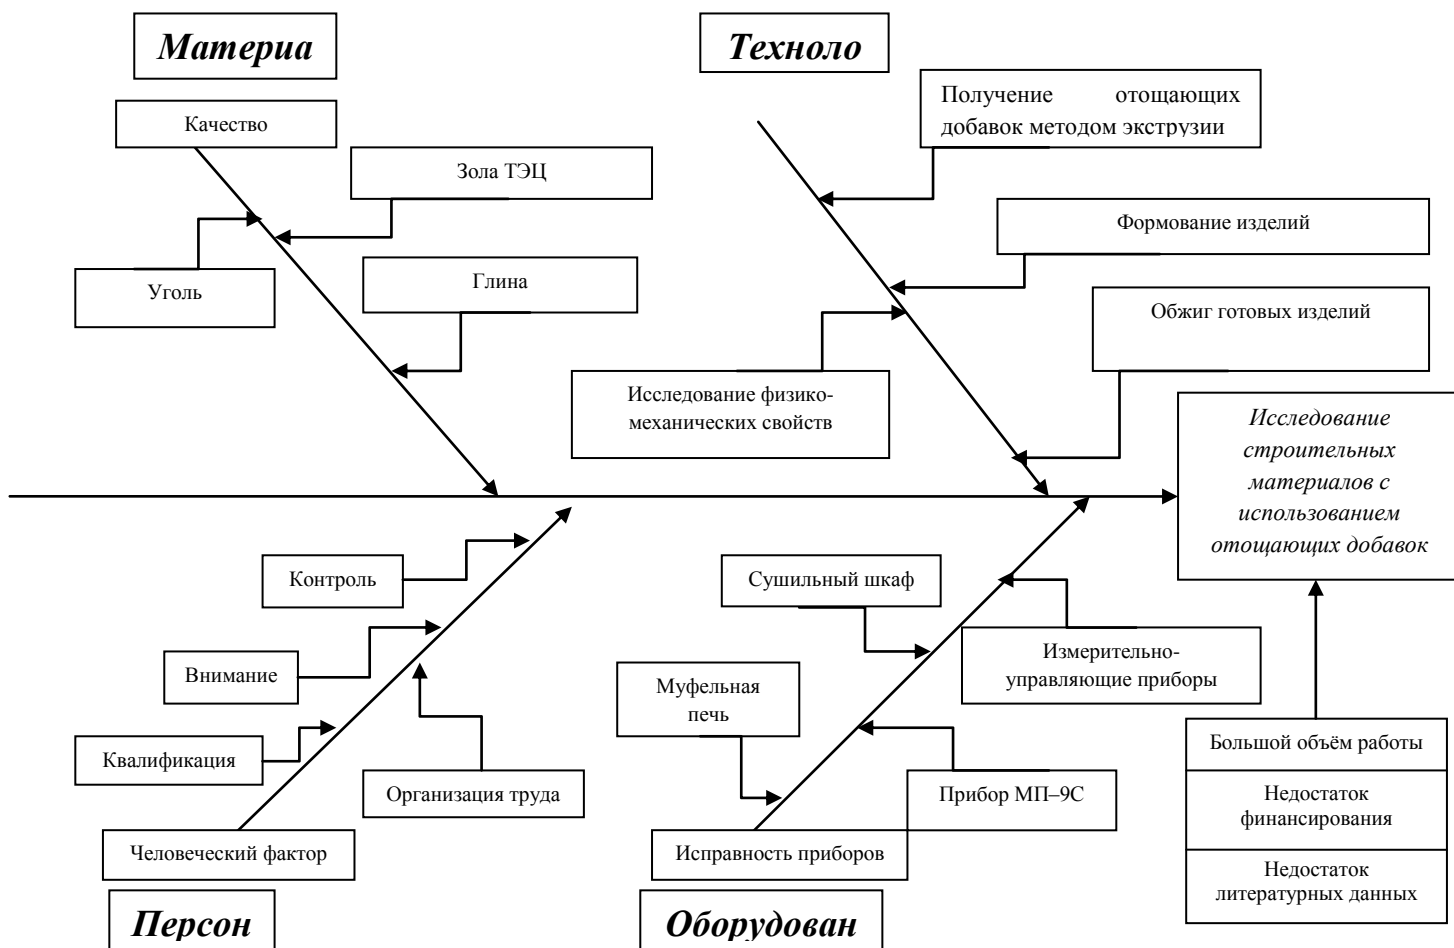 Материа
Техноло
Качество
Получение отощающих
добавок методом экструзии
Зола ТЭЦ
Формование изделий
Уголь
Глина
Обжиг готовых изделий
Исследование физико-
механических свойств
Исследование
строительных
материалов с
использованием
отощающих добавок
Контроль
Сушильный шкаф
Внимание
Измерительно-
управляющие приборы
Муфельная
печь
Квалификация
Организация труда
Прибор МП–9С
Большой объём работы
Недостаток
финансирования
Недостаток
литературных данных
Человеческий фактор
Исправность приборов
Персон
Оборудован